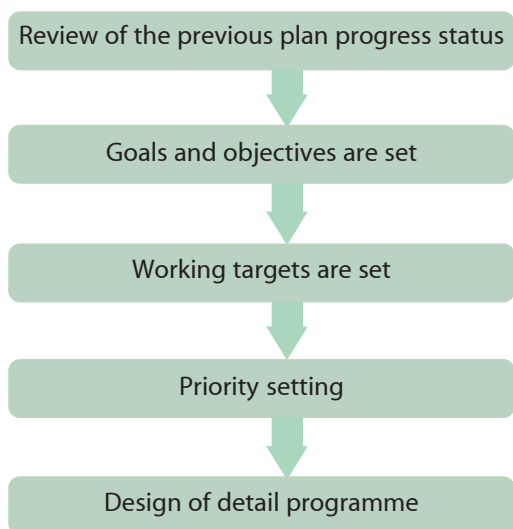 Review of the previous plan progress status
Goals and objectives are set
Working targets are set
Priority setting
Design of detail programme